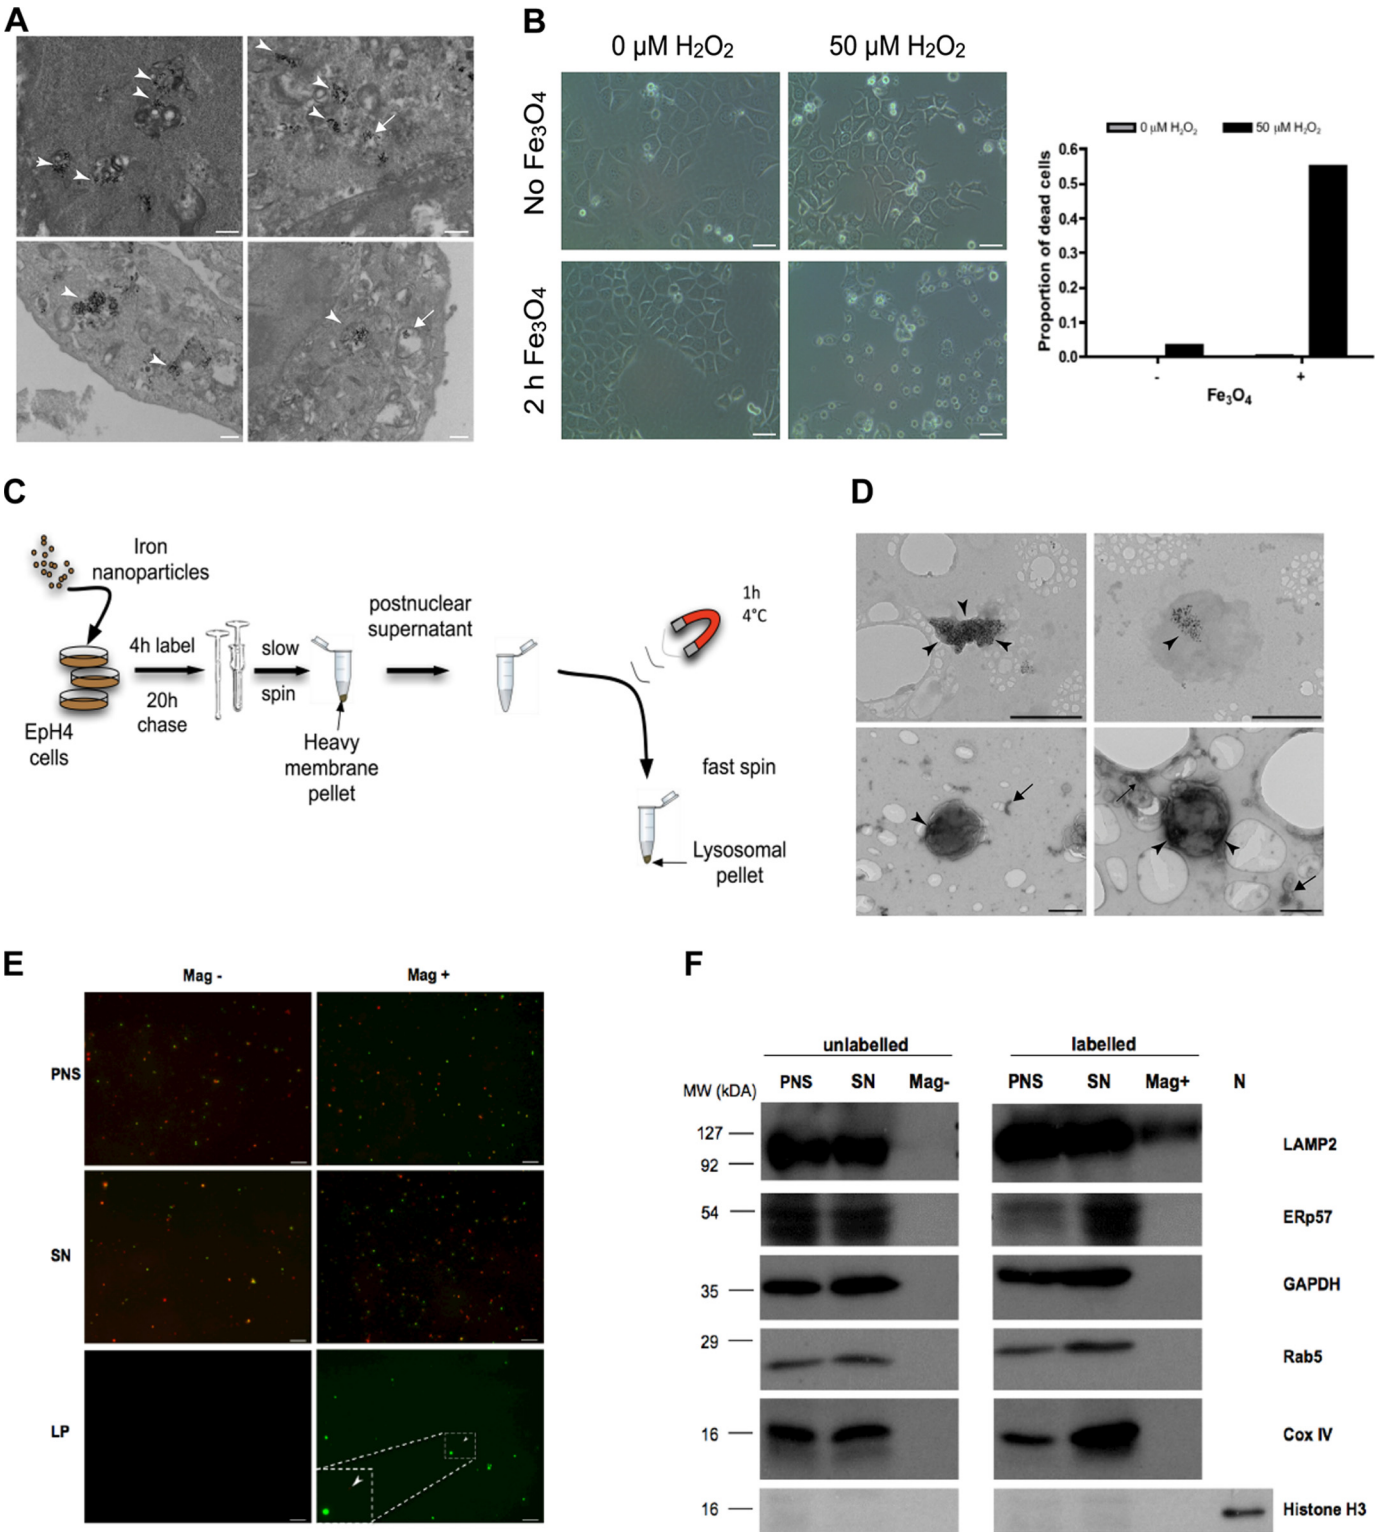 A
B
0 µM H₂O₂
50 µM H₂O₂
No Fe₃O₄
2 h Fe₃O₄
0 µM H₂O₂
50 µM H₂O₂
Proportion of dead cells
0.6
0.5
0.4
0.3
0.2
0.1
0.0
-
+
Fe₃O₄
C
Iron
nanoparticles
EpH4
cells
4h label
20h
chase
slow
spin
Heavy
membrane
pellet
postnuclear
supernatant
1h
4°C
fast spin
Lysosomal
pellet
D
E
Mag -
Mag +
PNS
SN
LP
F
unlabelled
labelled
MW (kDA)
PNS
SN
Mag-
PNS
SN
Mag+
N
127
92
LAMP2
54
ERp57
35
GAPDH
29
Rab5
16
Cox IV
16
Histone H3